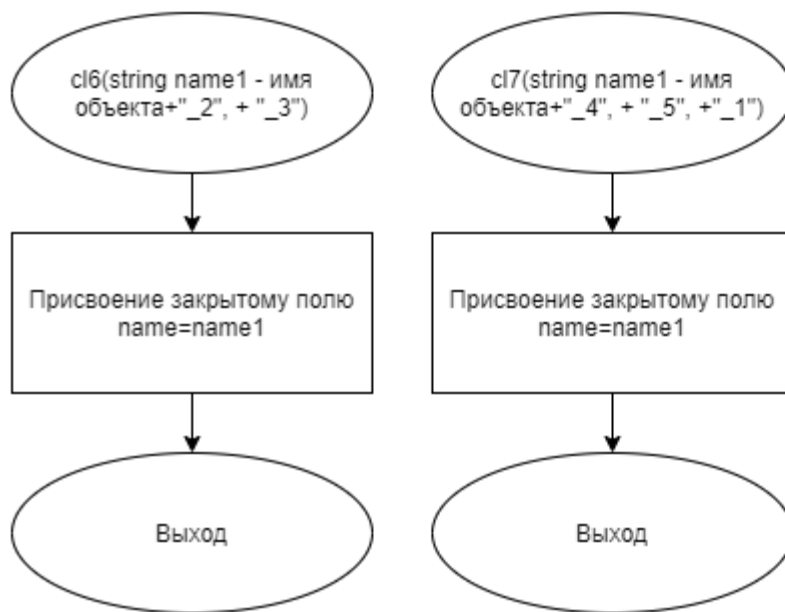 cl6(string name1 - имя
объекта+"_2", + "_3")
cl7(string name1 - имя
объекта+"_4", + "_5", +"_1")
Присвоение закрытому полю
name=name1
Присвоение закрытому полю
name=name1
Выход
Выход